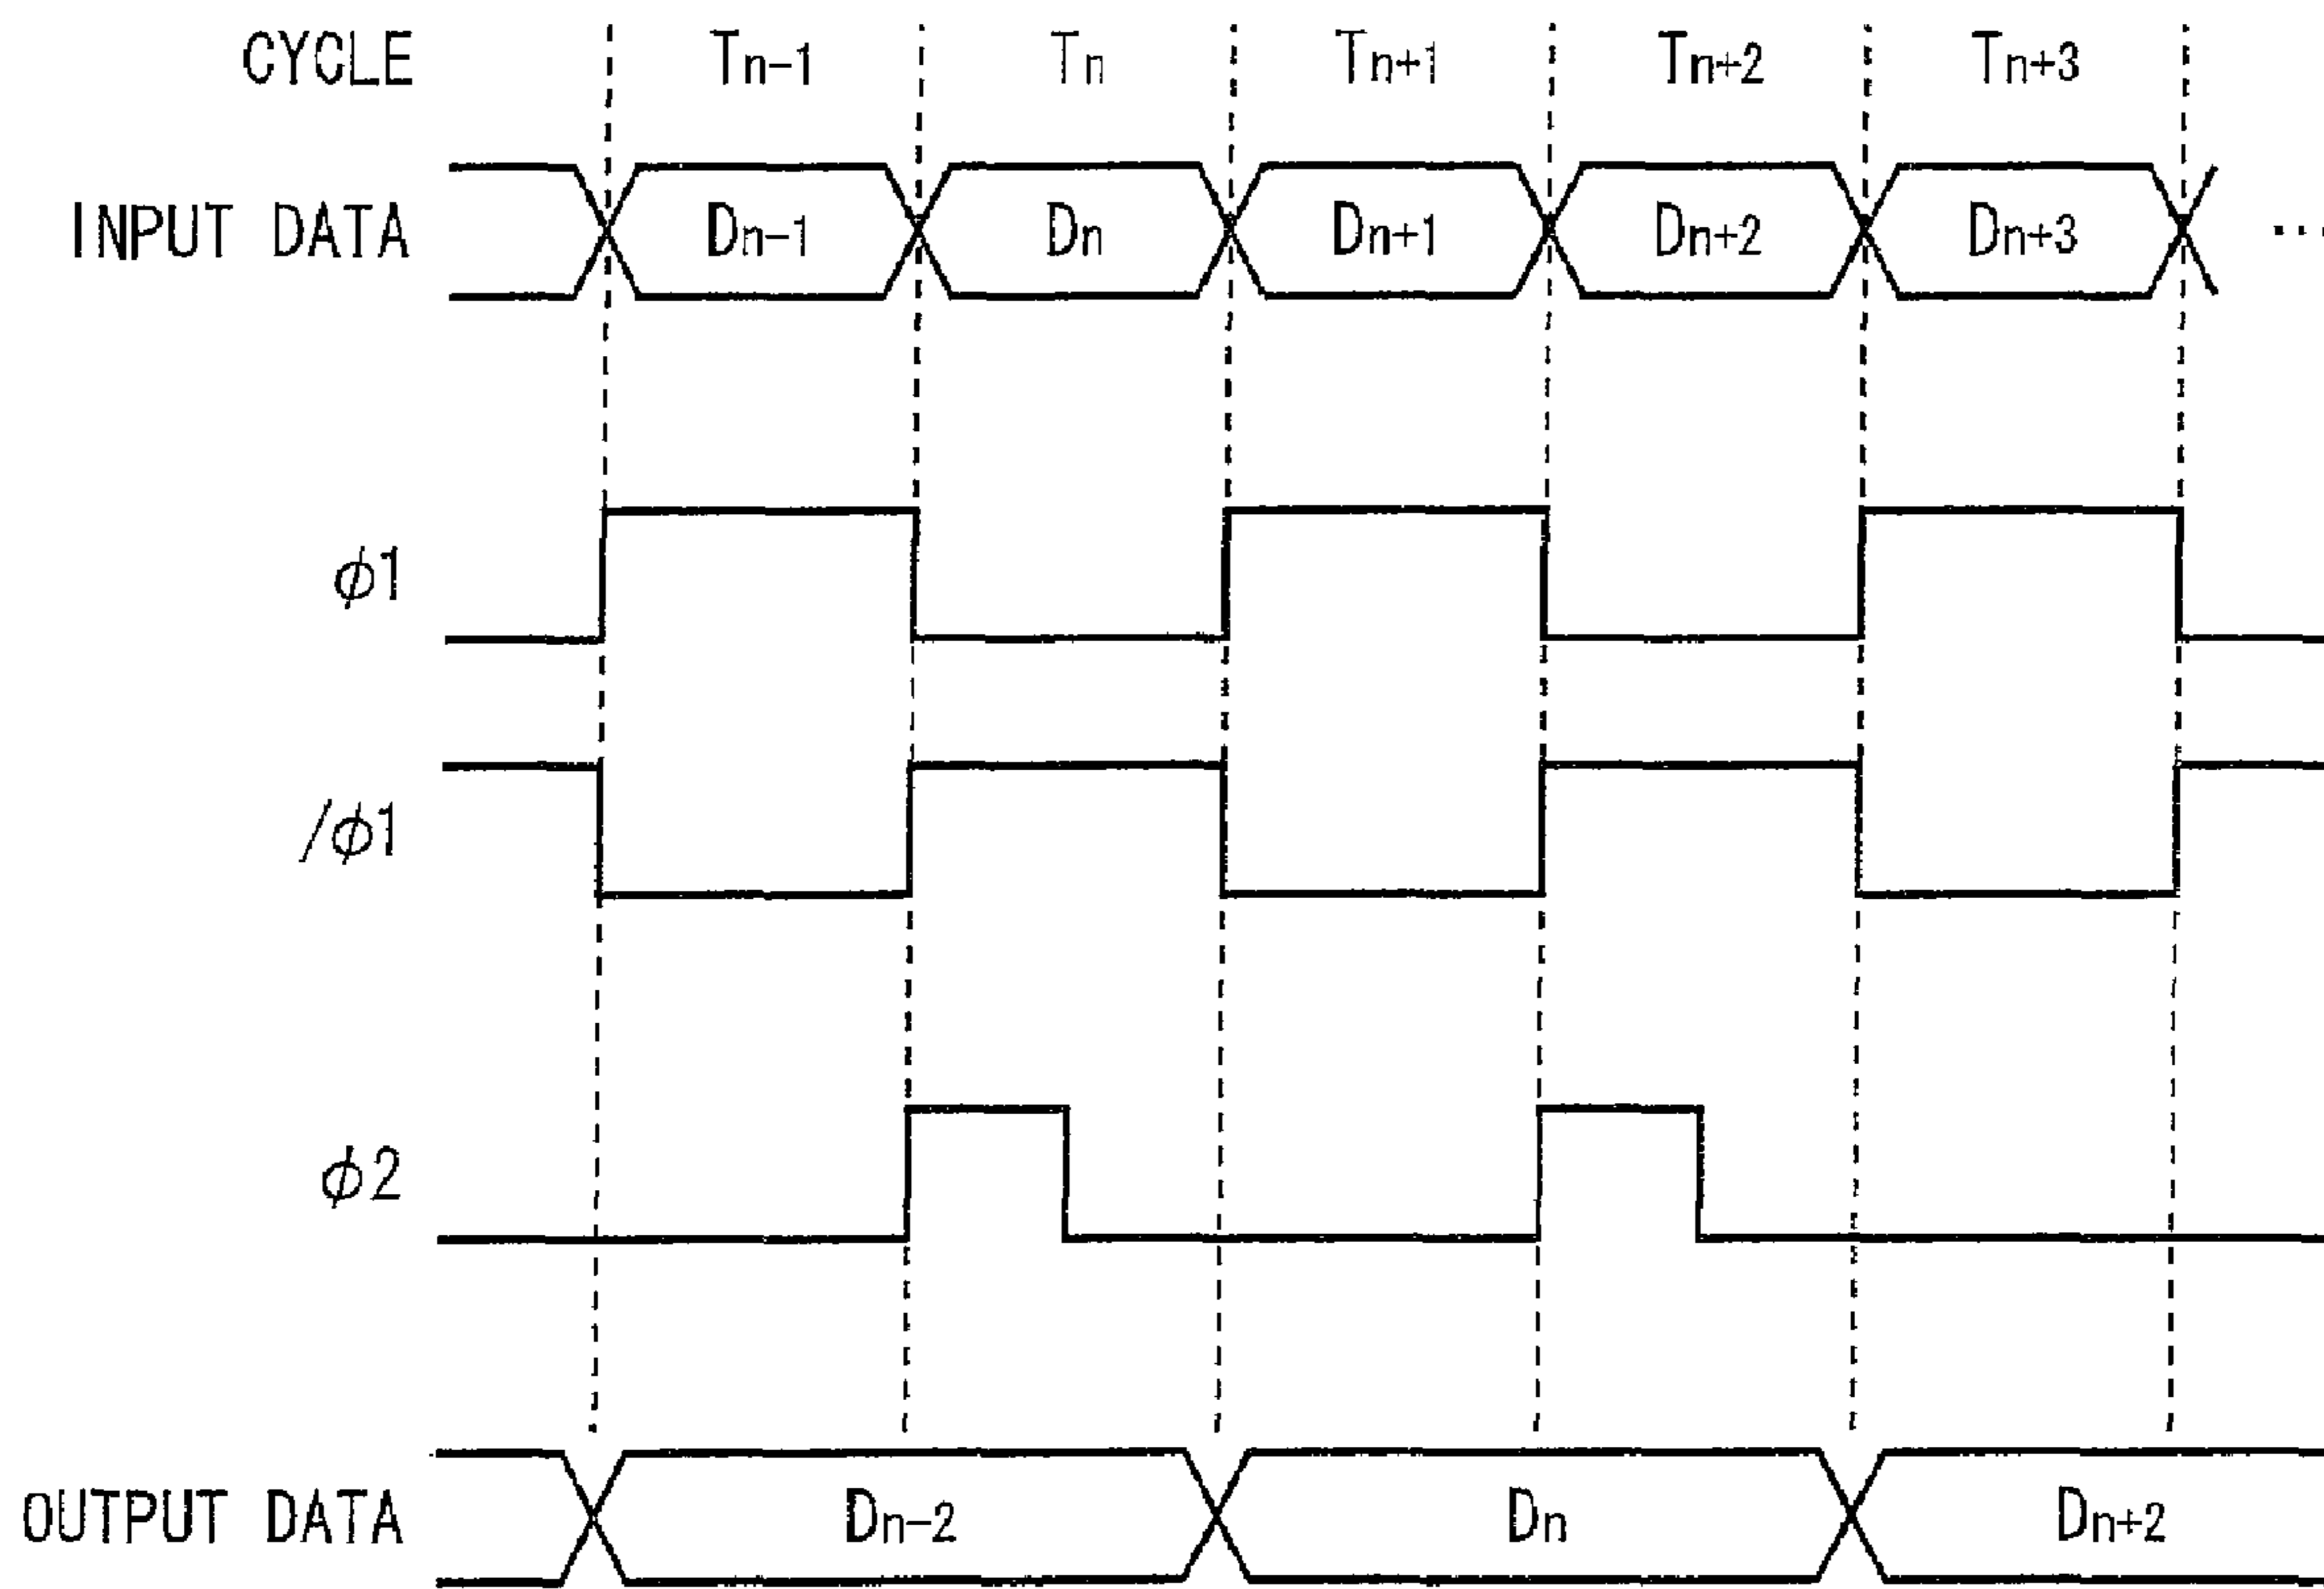 CYCLE Tn-1 Tn Tn+1 Tn+2 Tn+3
INPUT DATA Dn-1 Dn Dn+1 Dn+2 Dn+3 ...
ϕ1
/ϕ1
ϕ2
OUTPUT DATA Dn-2 Dn Dn+2